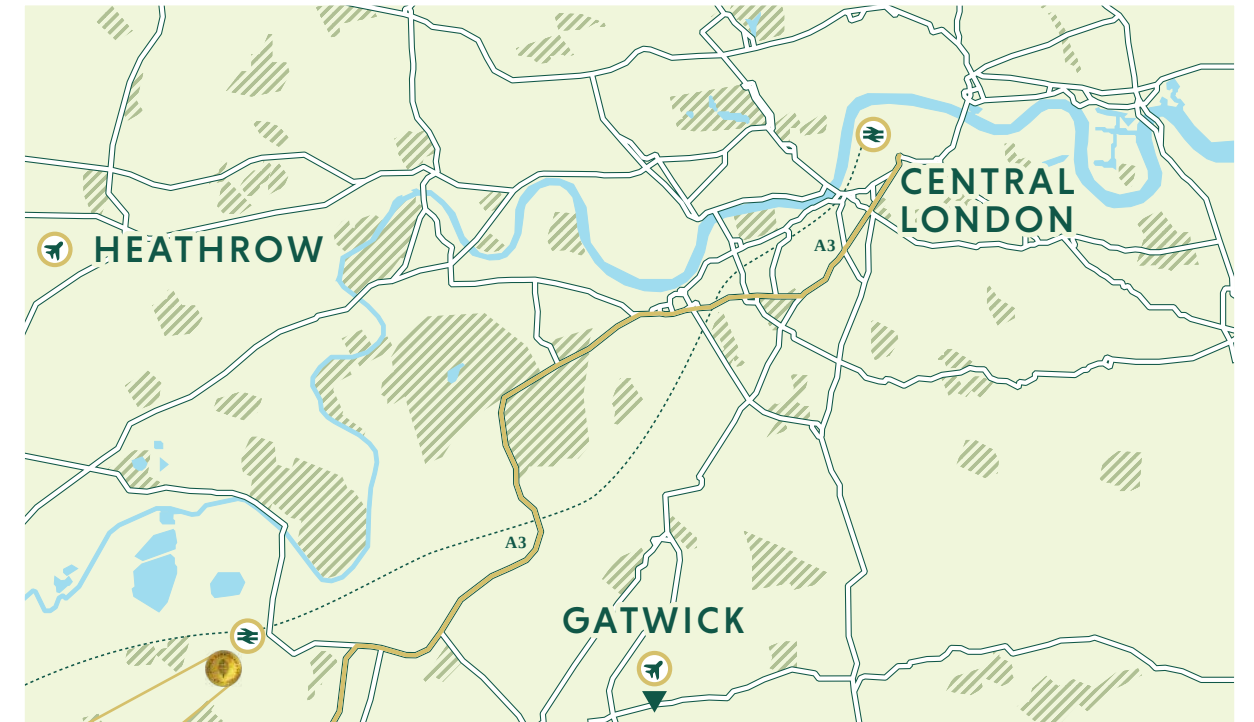 CENTRAL
LONDON
HEATHROW
A3
A3
GATWICK